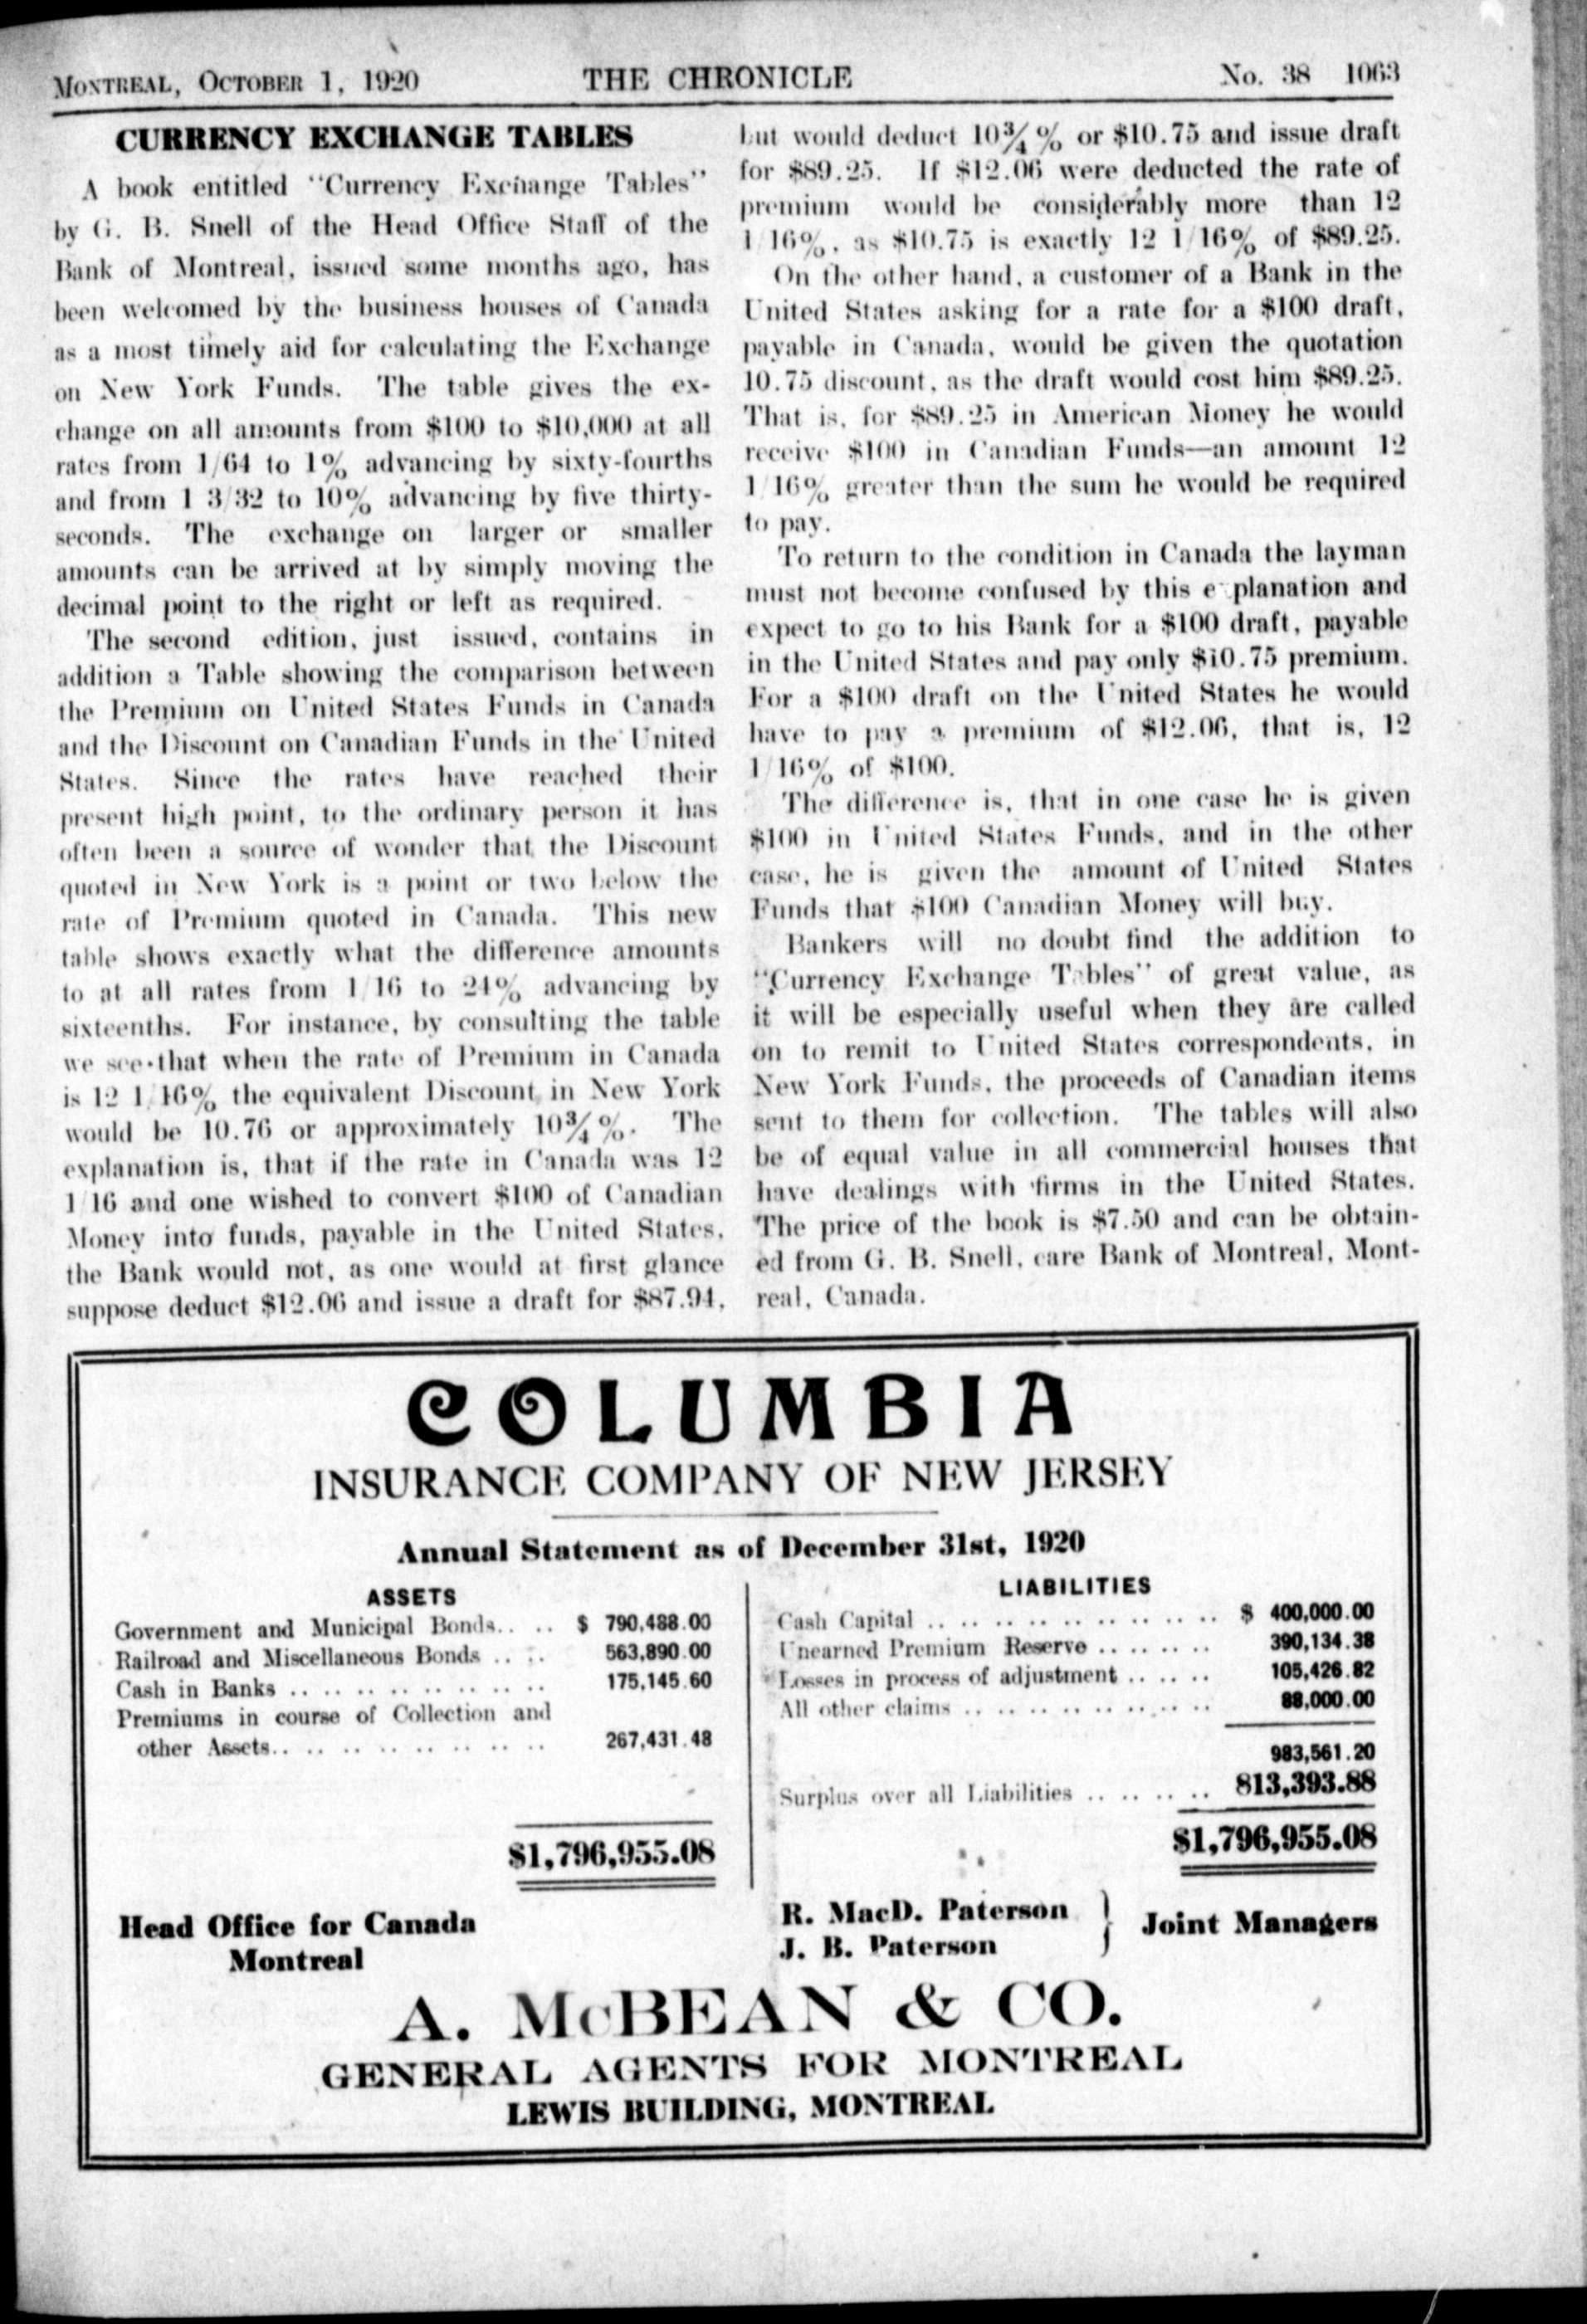 MONTREAL, OCTOBER 1, 1920 THE CHRONICLE No. 38 1063
CURRENCY EXCHANGE TABLES
A book entitled "Currency Exchange Tables"
by G. B. Snell of the Head Office Staff of the
Bank of Montreal, issued some months ago, has
been welcomed by the business houses of Canada
as a most timely aid for calculating the Exchange
on New York Funds. The table gives the ex-
change on all amounts from $100 to $10,000 at all
rates from 1/64 to 1% advancing by sixty-fourths
and from 1 3/32 to 10% advancing by five thirty-
seconds. The exchange on larger or smaller
amounts can be arrived at by simply moving the
decimal point to the right or left as required.
The second edition, just issued, contains in
addition a Table showing the comparison between
the Premium on United States Funds in Canada
and the Discount on Canadian Funds in the United
States. Since the rates have reached their
present high point, to the ordinary person it has
often been a source of wonder that the Discount
quoted in New York is a point or two below the
rate of Premium quoted in Canada. This new
table shows exactly what the difference amounts
to at all rates from 1/16 to 24% advancing by
sixteenths. For instance, by consulting the table
we see that when the rate of Premium in Canada
is 12 1/16% the equivalent Discount in New York
would be 10.76 or approximately 10¾%. The
explanation is, that if the rate in Canada was 12
1/16 and one wished to convert $100 of Canadian
Money into funds, payable in the United States,
the Bank would not, as one would at first glance
suppose deduct $12.06 and issue a draft for $87.94,
but would deduct 10¾% or $10.75 and issue draft
for $89.25. If $12.06 were deducted the rate of
premium would be considerably more than 12
1/16%, as $10.75 is exactly 12 1/16% of $89.25.
On the other hand, a customer of a Bank in the
United States asking for a rate for a $100 draft,
payable in Canada, would be given the quotation
10.75 discount, as the draft would cost him $89.25.
That is, for $89.25 in American Money he would
receive $100 in Canadian Funds—an amount 12
1/16% greater than the sum he would be required
to pay.
To return to the condition in Canada the layman
must not become confused by this e planation and
expect to go to his Bank for a $100 draft, payable
in the United States and pay only $10.75 premium.
For a $100 draft on the United States he would
have to pay a premium of $12.06, that is, 12
1/16% of $100.
The difference is, that in one case he is given
$100 in United States Funds, and in the other
case, he is given the amount of United States
Funds that $100 Canadian Money will buy.
Bankers will no doubt find the addition to
"Currency Exchange Tables" of great value, as
it will be especially useful when they are called
on to remit to United States correspondents, in
New York Funds, the proceeds of Canadian items
sent to them for collection. The tables will also
be of equal value in all commercial houses that
have dealings with firms in the United States.
The price of the book is $7.50 and can be obtain-
ed from G. B. Snell, care Bank of Montreal, Mont-
real, Canada.
COLUMBIA
INSURANCE COMPANY OF NEW JERSEY
Annual Statement as of December 31st, 1920
ASSETS
Government and Municipal Bonds.. .. $ 790,488.00
Railroad and Miscellaneous Bonds .. .. 563,890.00
Cash in Banks .. .. .. .. .. .. .. .. 175,145.60
Premiums in course of Collection and
other Assets.. .. .. .. .. .. .. .. 267,431.48
$1,796,955.08
LIABILITIES
Cash Capital .. .. .. .. .. .. .. .. .. $ 400,000.00
Unearned Premium Reserve .. .. .. .. 390,134.38
Losses in process of adjustment .. .. .. 105,426.82
All other claims .. .. .. .. .. .. .. .. 88,000.00
983,561.20
Surplus over all Liabilities .. .. .. .. 813,393.88
$1,796,955.08
Head Office for Canada
Montreal
R. MacD. Paterson
J. B. Paterson
} Joint Managers
A. McBEAN & CO.
GENERAL AGENTS FOR MONTREAL
LEWIS BUILDING, MONTREAL